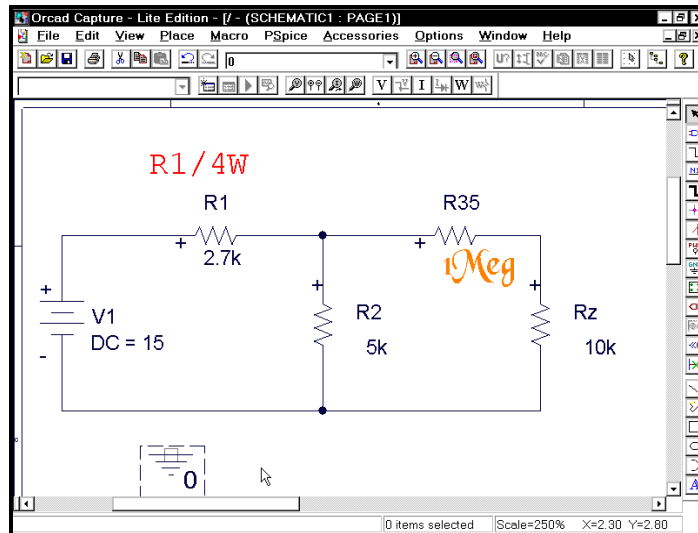 Orcad Capture - Lite Edition - [/ - (SCHEMATIC1 : PAGE1)]
File Edit View Place Macro PSpice Accessories Options Window Help
0
V I W
R1/4W
R1
R35
+
2.7k
+
1Meg
+
+
+
V1
R2
Rz
DC = 15
5k
10k
-
0
0 items selected Scale=250% X=2.30 Y=2.80